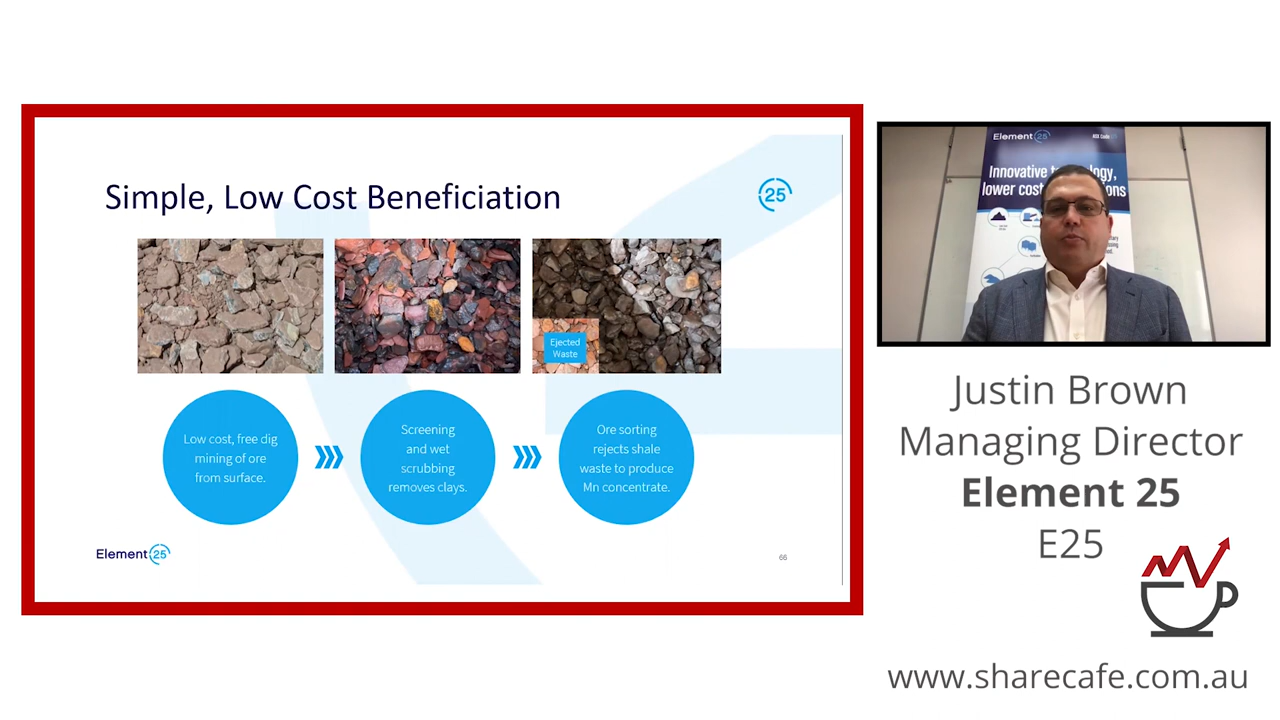 Simple, Low Cost Beneficiation
25
Ejected
Waste
Low cost, free dig
mining of ore
from surface.
Screening
and wet
scrubbing
removes clays.
Ore sorting
rejects shale
waste to produce
Mn concentrate.
Element 25
66
Element 25
Innovative
lower cost
Justin Brown
Managing Director
Element 25
E25
www.sharecafe.com.au